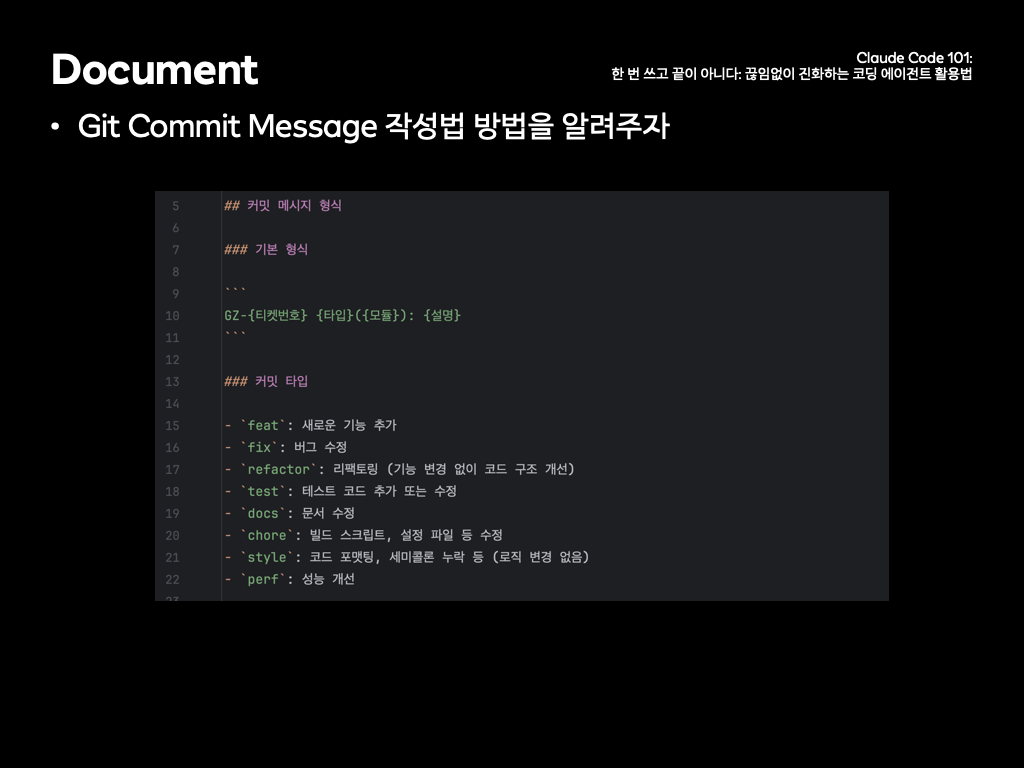 Document
Claude Code 101:
한 번 쓰고 끝이 아니다: 끊임없이 진화하는 코딩 에이전트 활용법
• Git Commit Message 작성법 방법을 알려주자
5 ## 커밋 메시지 형식
6
7 ### 기본 형식
8
9 ```
10 GZ-{티켓번호} {타입}({모듈}): {설명}
11 ```
12
13 ### 커밋 타입
14
15 - `feat`: 새로운 기능 추가
16 - `fix`: 버그 수정
17 - `refactor`: 리팩토링 (기능 변경 없이 코드 구조 개선)
18 - `test`: 테스트 코드 추가 또는 수정
19 - `docs`: 문서 수정
20 - `chore`: 빌드 스크립트, 설정 파일 등 수정
21 - `style`: 코드 포맷팅, 세미콜론 누락 등 (로직 변경 없음)
22 - `perf`: 성능 개선
23